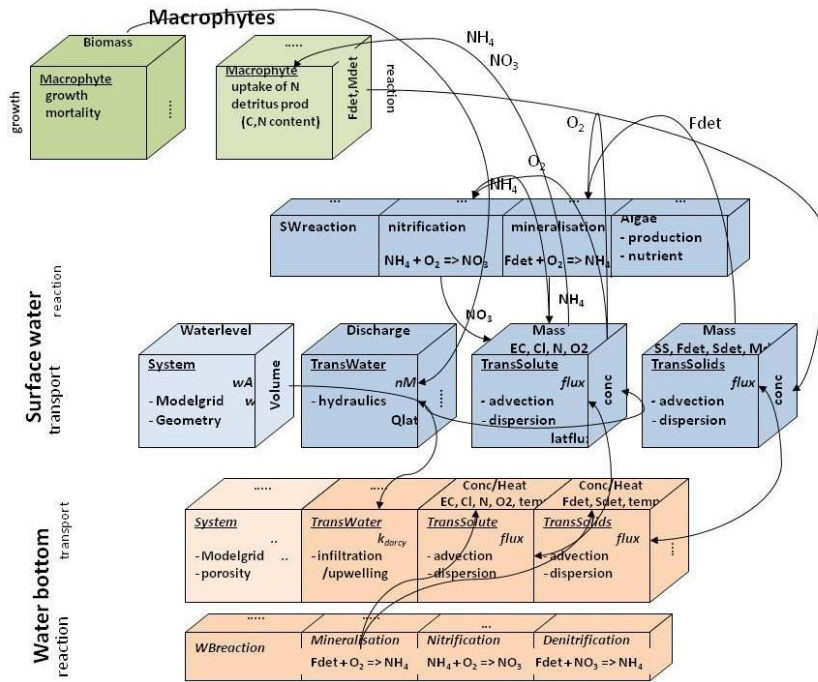 Macrophytes
growth
Biomass
Macrophyte
growth
mortality
....
.....
Macrophyte
uptake of N
detritus prod
(C,N content)
Fdet,Mdet
reaction
NH₄
NO₃
O₂
Fdet
O₂
NH₄
Surface water
reaction
transport
SWreaction
...
nitrification
NH₄ + O₂ => NO₃
...
mineralisation
Fdet + O₂ => NH₄
...
Algae
- production
- nutrient
NO₃
NH₄
Waterlevel
System
wA
- Modelgrid
w
- Geometry
Volume
Discharge
TransWater
nM
- hydraulics
.....
Qlat
Mass
EC, Cl, N, O2
TransSolute
flux
- advection
- dispersion
latflux
conc
Mass
SS, Fdet, Sdet, Md
TransSolids
flux
- advection
- dispersion
conc
Water bottom
transport
reaction
.....
System
..
- Modelgrid ..
- porosity
.....
TransWater
k darcy
- infiltration
/upwelling
Conc/Heat
EC, Cl, N, O2, temp
TransSolute
flux
- advection
- dispersion
Conc/Heat
Fdet, Sdet, temp
TransSolids
flux
- advection
- dispersion
....
.....
WBreaction
.....
Mineralisation
Fdet + O₂ => NH₄
...
Nitrification
NH₄ + O₂ => NO₃
.....
Denitrification
Fdet + NO₃ => NH₄